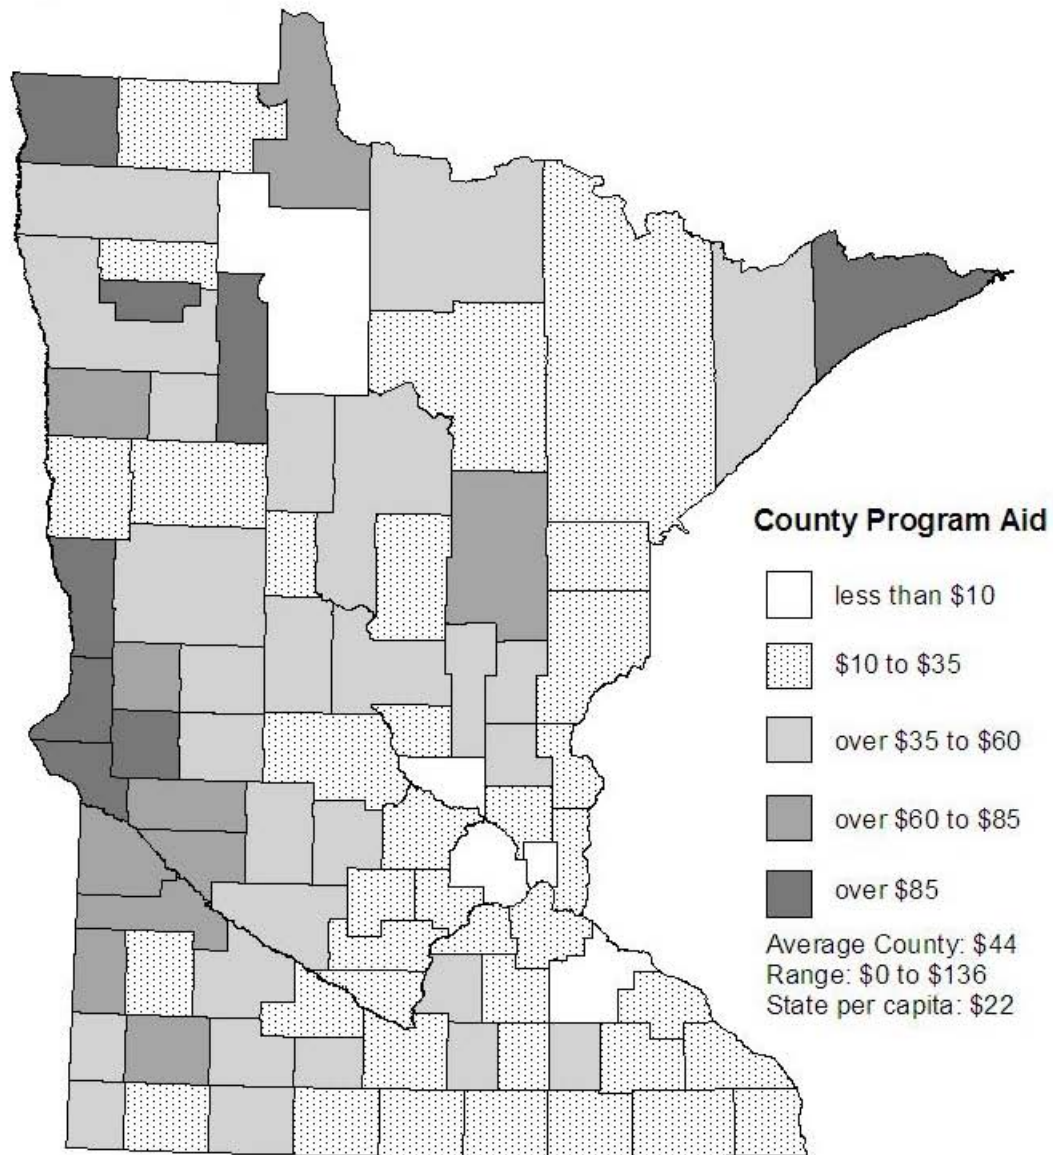 County Program Aid
less than $10
$10 to $35
over $35 to $60
over $60 to $85
over $85
Average County: $44
Range: $0 to $136
State per capita: $22